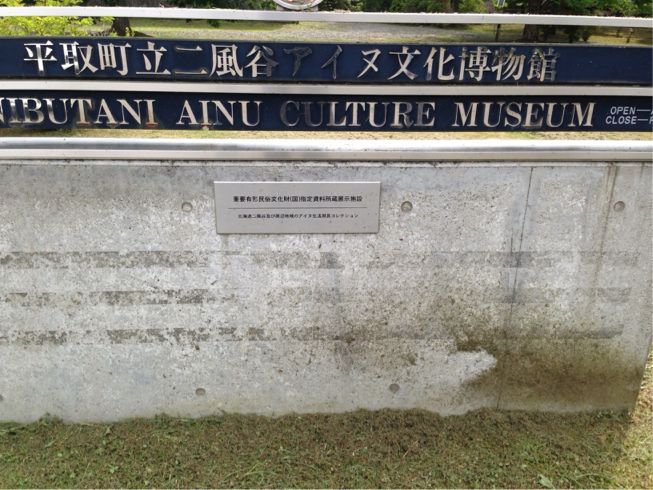 平取町立二風谷アイヌ文化博物館
NIBUTANI AINU CULTURE MUSEUM
OPEN—A
CLOSE—P
重要有形民俗文化財(国)指定資料所蔵展示施設
北海道二風谷及び周辺地域のアイヌ生活用具コレクション